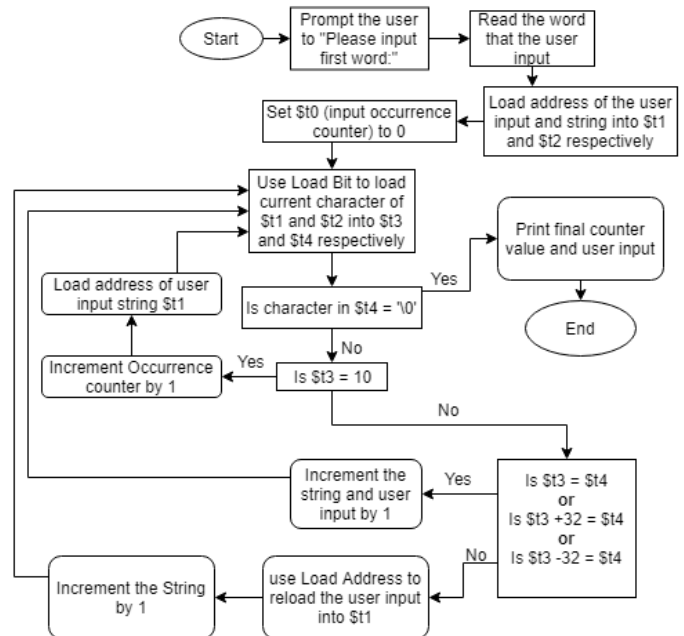 Start
Prompt the user
to "Please input
first word:"
Read the word
that the user
input
Load address of the user
input and string into $t1
and $t2 respectively
Set $t0 (input occurrence
counter) to 0
Use Load Bit to load
current character of
$t1 and $t2 into $t3
and $t4 respectively
Is character in $t4 = '\0'
Yes
Print final counter
value and user input
End
No
Is $t3 = 10
Yes
Increment Occurrence
counter by 1
Load address of user
input string $t1
No
Is $t3 = $t4
or
Is $t3 +32 = $t4
or
Is $t3 -32 = $t4
Yes
Increment the
string and user
input by 1
No
use Load Address to
reload the user input
into $t1
Increment the String
by 1